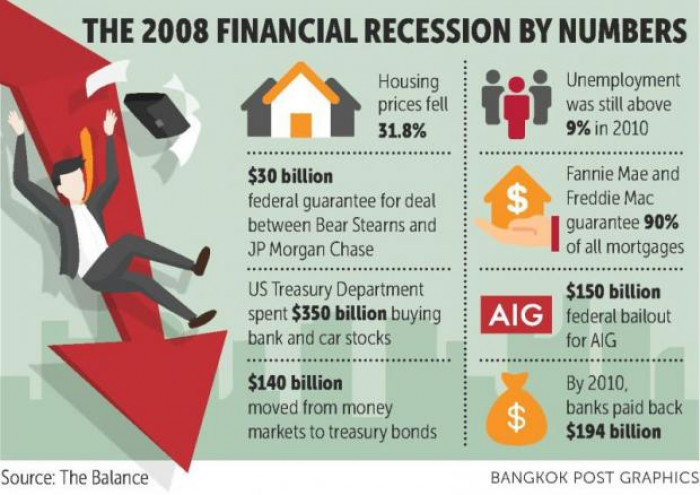 THE 2008 FINANCIAL RECESSION BY NUMBERS
Housing
prices fell
31.8%
$30 billion
federal guarantee for deal
between Bear Stearns and
JP Morgan Chase
US Treasury Department
spent $350 billion buying
bank and car stocks
$140 billion
moved from money
markets to treasury bonds
Unemployment
was still above
9% in 2010
$
Fannie Mae and
Freddie Mac
guarantee 90%
of all mortgages
AIG
$150 billion
federal bailout
for AIG
$
By 2010,
banks paid back
$194 billion
Source: The Balance
BANGKOK POST GRAPHICS